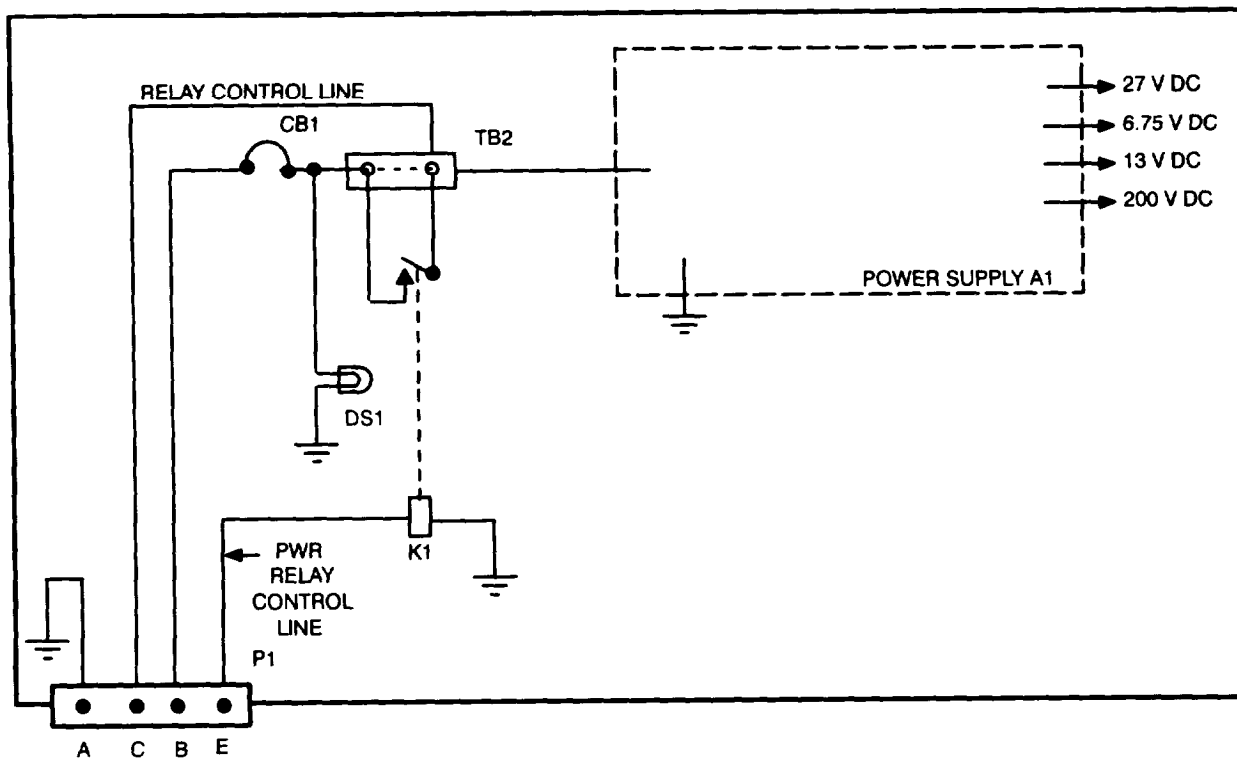 27 V DC
RELAY CONTROL LINE
CB1
TB2
6.75 V DC
13 V DC
200 V DC
POWER SUPPLY A1
DS1
K1
PWR
RELAY
CONTROL
LINE
P1
A C B E